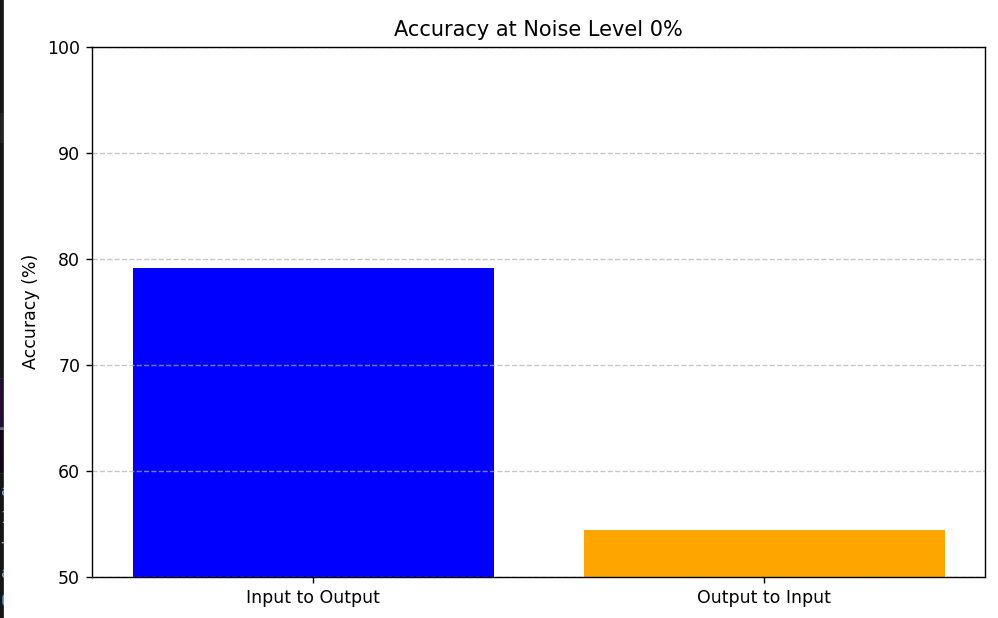 Accuracy at Noise Level 0%
100
90
80
70
60
50
Accuracy (%)
Input to Output
Output to Input